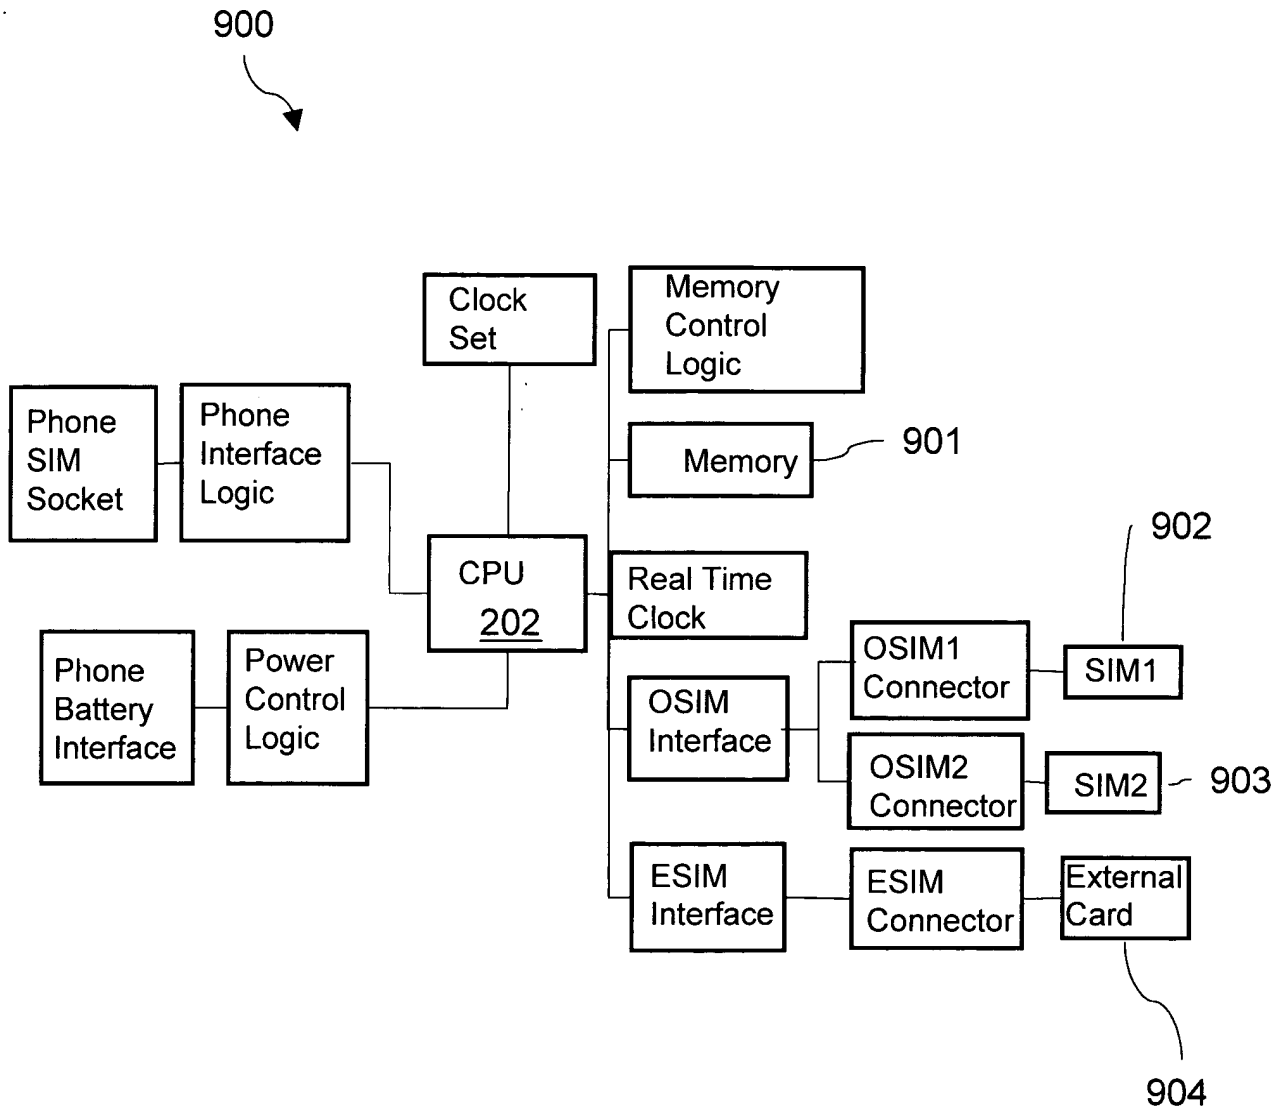 900
Clock
Set
Memory
Control
Logic
Phone
SIM
Socket
Phone
Interface
Logic
Memory
901
CPU
202
Real Time
Clock
902
Phone
Battery
Interface
Power
Control
Logic
OSIM
Interface
OSIM1
Connector
SIM1
OSIM2
Connector
SIM2
903
ESIM
Interface
ESIM
Connector
External
Card
904